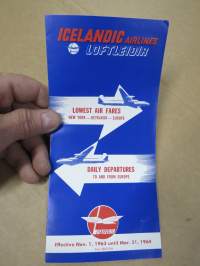 ICELANDIC AIRLINES
LOFTLEIDIR
LOWEST AIR FARES
NEW YORK — REYKJAVIK — EUROPE
DAILY DEPARTURES
TO AND FROM EUROPE
LOFTLEIDIR
Effective Nov. 1, 1963 until Mar. 31, 1964